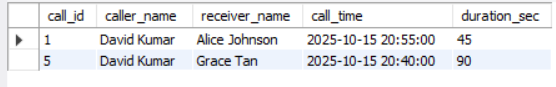 call_id caller_name receiver_name call_time duration_sec
1 David Kumar Alice Johnson 2025-10-15 20:55:00 45
5 David Kumar Grace Tan 2025-10-15 20:40:00 90